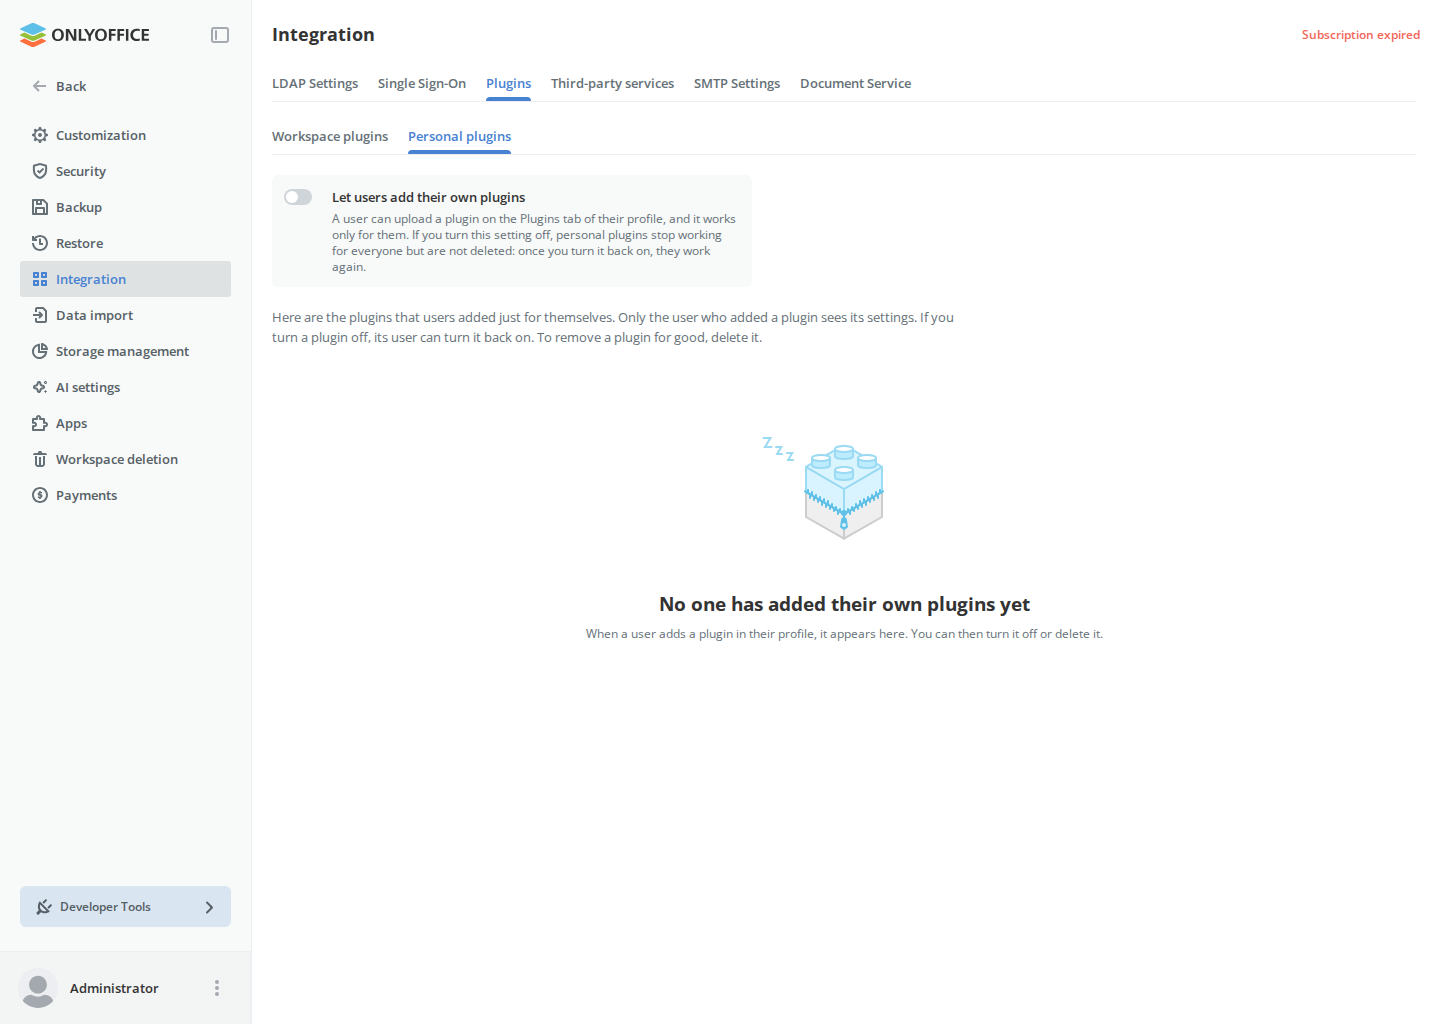 ONLYOFFICE
Back
Customization
Security
Backup
Restore
Integration
Data import
Storage management
AI settings
Apps
Workspace deletion
Payments
Developer Tools
Administrator
Integration
Subscription expired
LDAP Settings
Single Sign-On
Plugins
Third-party services
SMTP Settings
Document Service
Workspace plugins
Personal plugins
Let users add their own plugins
A user can upload a plugin on the Plugins tab of their profile, and it works
only for them. If you turn this setting off, personal plugins stop working
for everyone but are not deleted: once you turn it back on, they work
again.
Here are the plugins that users added just for themselves. Only the user who added a plugin sees its settings. If you
turn a plugin off, its user can turn it back on. To remove a plugin for good, delete it.
Z z z
No one has added their own plugins yet
When a user adds a plugin in their profile, it appears here. You can then turn it off or delete it.